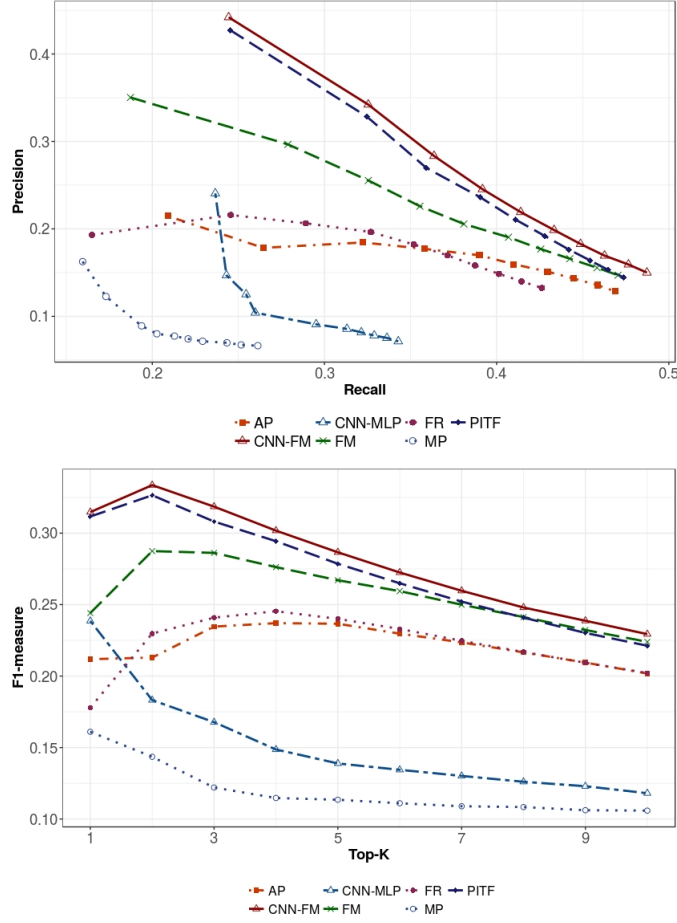 0.4
0.3
0.2
0.1
Precision
0.2 0.3 0.4 0.5
Recall
AP CNN-MLP FR PITF
CNN-FM FM MP
0.30
0.25
0.20
0.15
0.10
F1-measure
1 3 5 7 9
Top-K
AP CNN-MLP FR PITF
CNN-FM FM MP